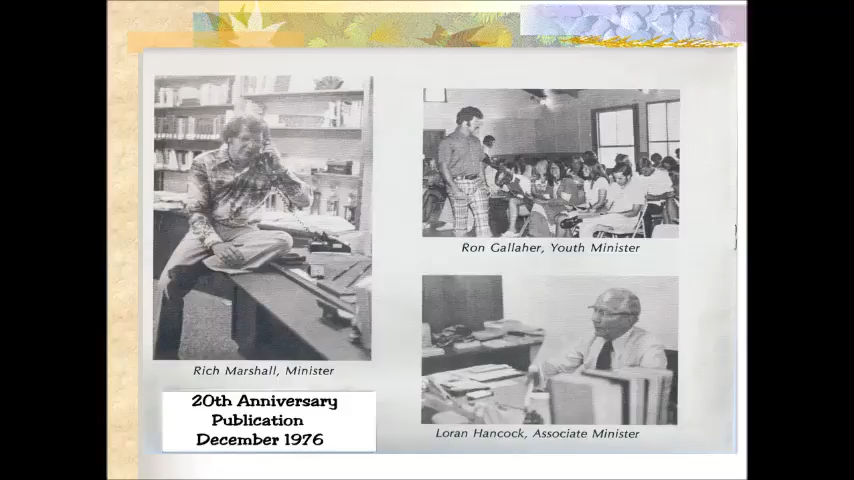 Rich Marshall, Minister
20th Anniversary
Publication
December 1976
Ron Gallaher, Youth Minister
Loran Hancock, Associate Minister